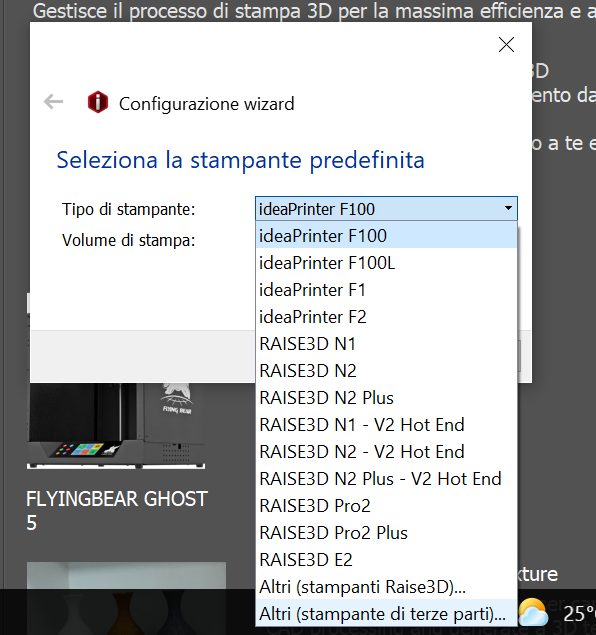 Gestisce il processo di stampa 3D per la massima efficienza e a
3D
ento da
o a te e
Configurazione wizard
Seleziona la stampante predefinita
Tipo di stampante:
ideaPrinter F100
Volume di stampa:
ideaPrinter F100
ideaPrinter F100L
ideaPrinter F1
ideaPrinter F2
RAISE3D N1
RAISE3D N2
RAISE3D N2 Plus
RAISE3D N1 - V2 Hot End
RAISE3D N2 - V2 Hot End
RAISE3D N2 Plus - V2 Hot End
RAISE3D Pro2
RAISE3D Pro2 Plus
RAISE3D E2
Altri (stampanti Raise3D)...
Altri (stampante di terze parti)...
FLYING BEAR
FLYINGBEAR GHOST
5
xture
25°